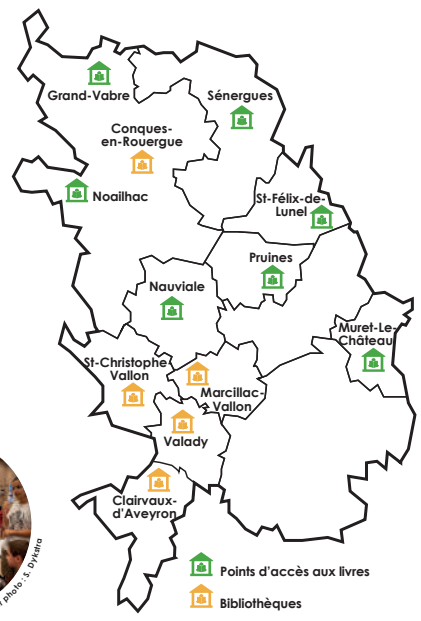 Grand-Vabre
Sénergues
Conques-
en-Rouergue
Noailhac
St-Félix-de-
Lunel
Pruines
Nauviale
Muret-Le-
Château
St-Christophe
Vallon
Marcillac-
Vallon
Valady
Clairvaux-
d'Aveyron
photo : S. Dykstra
Points d'accès aux livres
Bibliothèques